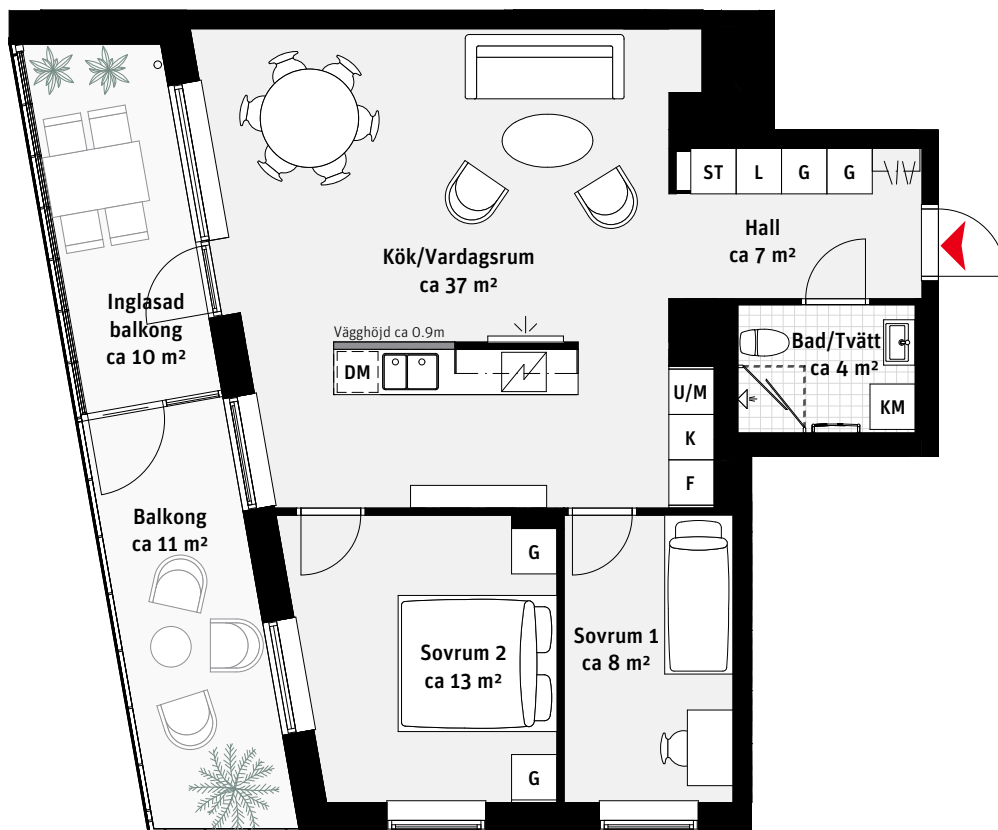 ST
L
G
G
Hall
ca 7 m²
Kök/Vardagsrum
ca 37 m²
Inglasad
balkong
ca 10 m²
Vägghöjd ca 0.9m
DM
Bad/Tvätt
ca 4 m²
KM
U/M
K
F
Balkong
ca 11 m²
G
Sovrum 2
ca 13 m²
G
Sovrum 1
ca 8 m²